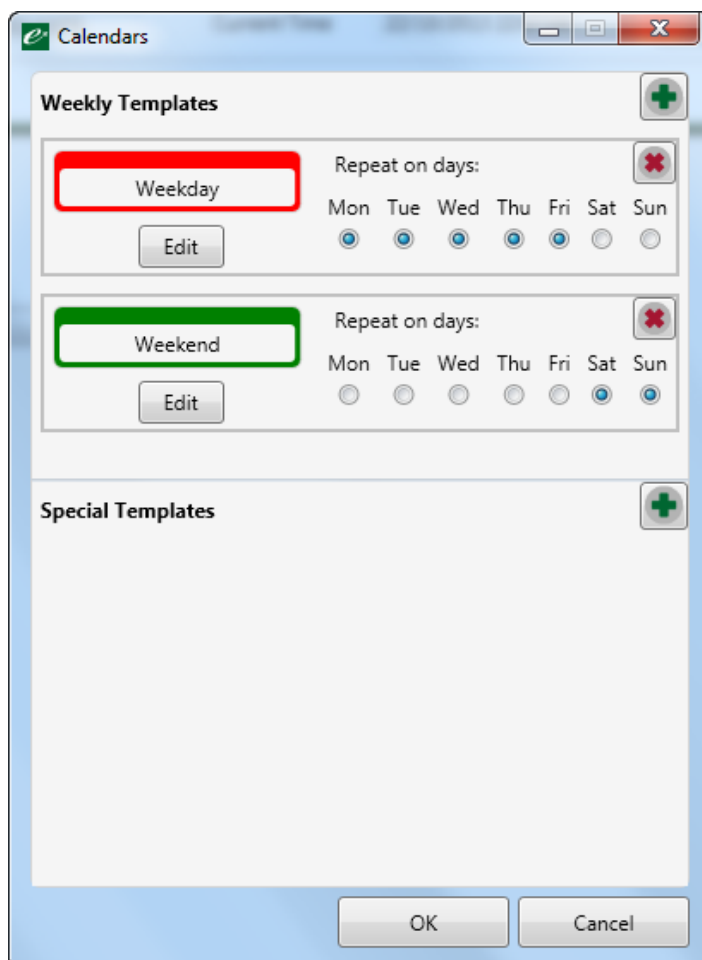 Calendars
Weekly Templates
Weekday
Repeat on days:
Mon Tue Wed Thu Fri Sat Sun
Edit
Weekend
Repeat on days:
Mon Tue Wed Thu Fri Sat Sun
Edit
Special Templates
OK Cancel